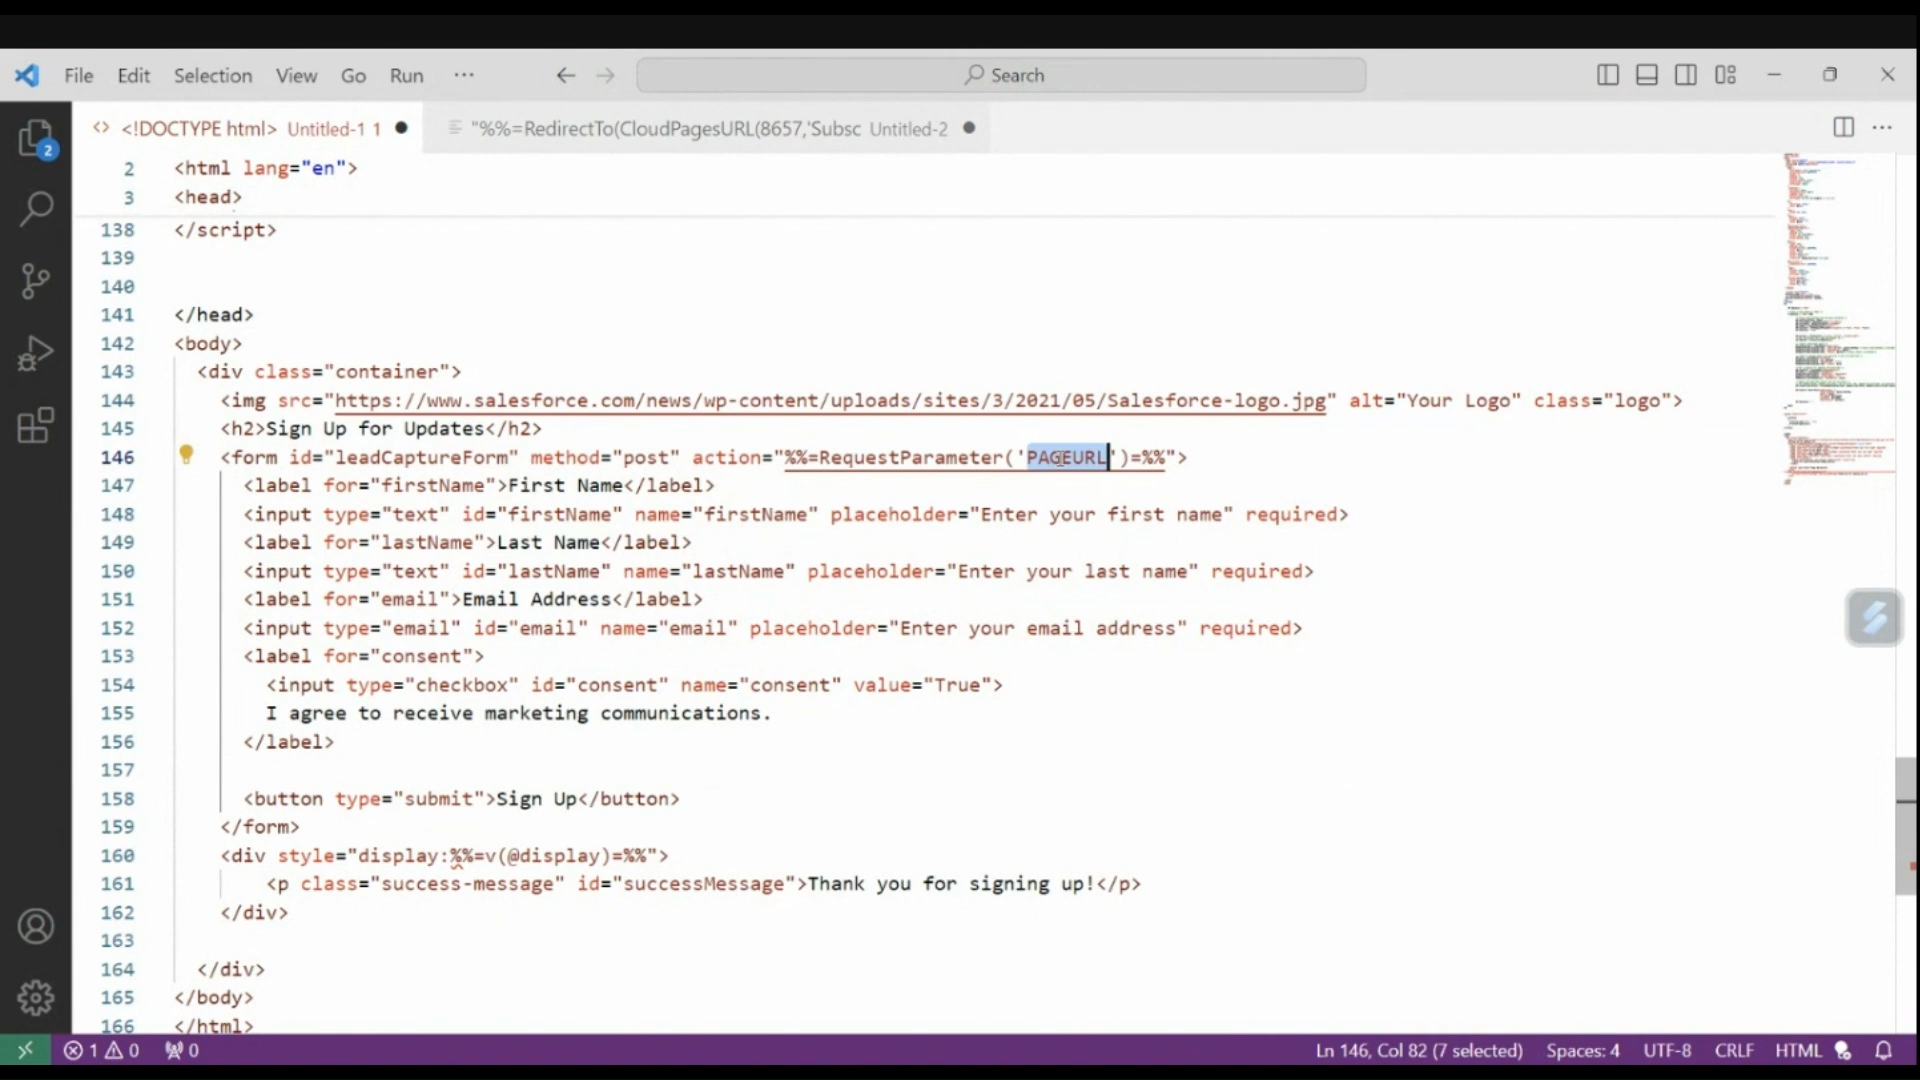 File Edit Selection View Go Run ··· Search
<!DOCTYPE html> Untitled-1 1 "%%=RedirectTo(CloudPagesURL(8657,'Subsc Untitled-2
2 <html lang="en">
3 <head>
138 </script>
139
140
141 </head>
142 <body>
143 <div class="container">
144 <img src="https://www.salesforce.com/news/wp-content/uploads/sites/3/2021/05/Salesforce-logo.jpg" alt="Your Logo" class="logo">
145 <h2>Sign Up for Updates</h2>
146 <form id="leadCaptureForm" method="post" action="%%=RequestParameter('PAGEURL')=%%">
147 <label for="firstName">First Name</label>
148 <input type="text" id="firstName" name="firstName" placeholder="Enter your first name" required>
149 <label for="lastName">Last Name</label>
150 <input type="text" id="lastName" name="lastName" placeholder="Enter your last name" required>
151 <label for="email">Email Address</label>
152 <input type="email" id="email" name="email" placeholder="Enter your email address" required>
153 <label for="consent">
154 <input type="checkbox" id="consent" name="consent" value="True">
155 I agree to receive marketing communications.
156 </label>
157
158 <button type="submit">Sign Up</button>
159 </form>
160 <div style="display:%%=v(@display)=%%">
161 <p class="success-message" id="successMessage">Thank you for signing up!</p>
162 </div>
163
164 </div>
165 </body>
166 </html>
2
1 0 0 Ln 146, Col 82 (7 selected) Spaces: 4 UTF-8 CRLF HTML